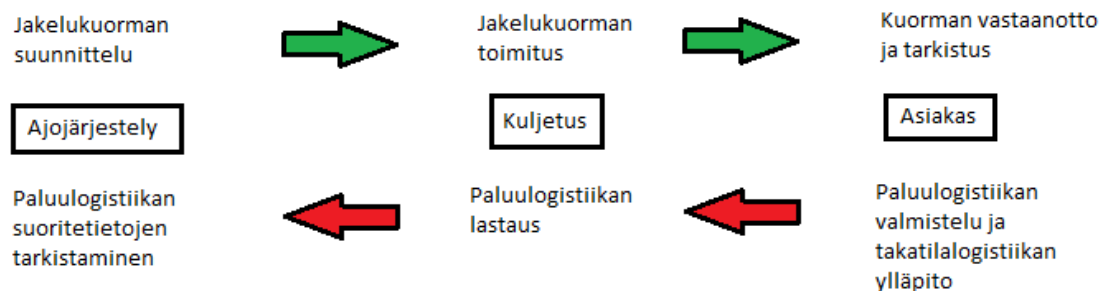 Jakelukuorman
suunnittelu
Jakelukuorman
toimitus
Kuorman vastaanotto
ja tarkistus
Ajojärjestely
Kuljetus
Asiakas
Paluulogistiikan
suoritetietojen
tarkistaminen
Paluulogistiikan
lastaus
Paluulogistiikan
valmistelu ja
takatilalogistiikan
ylläpito